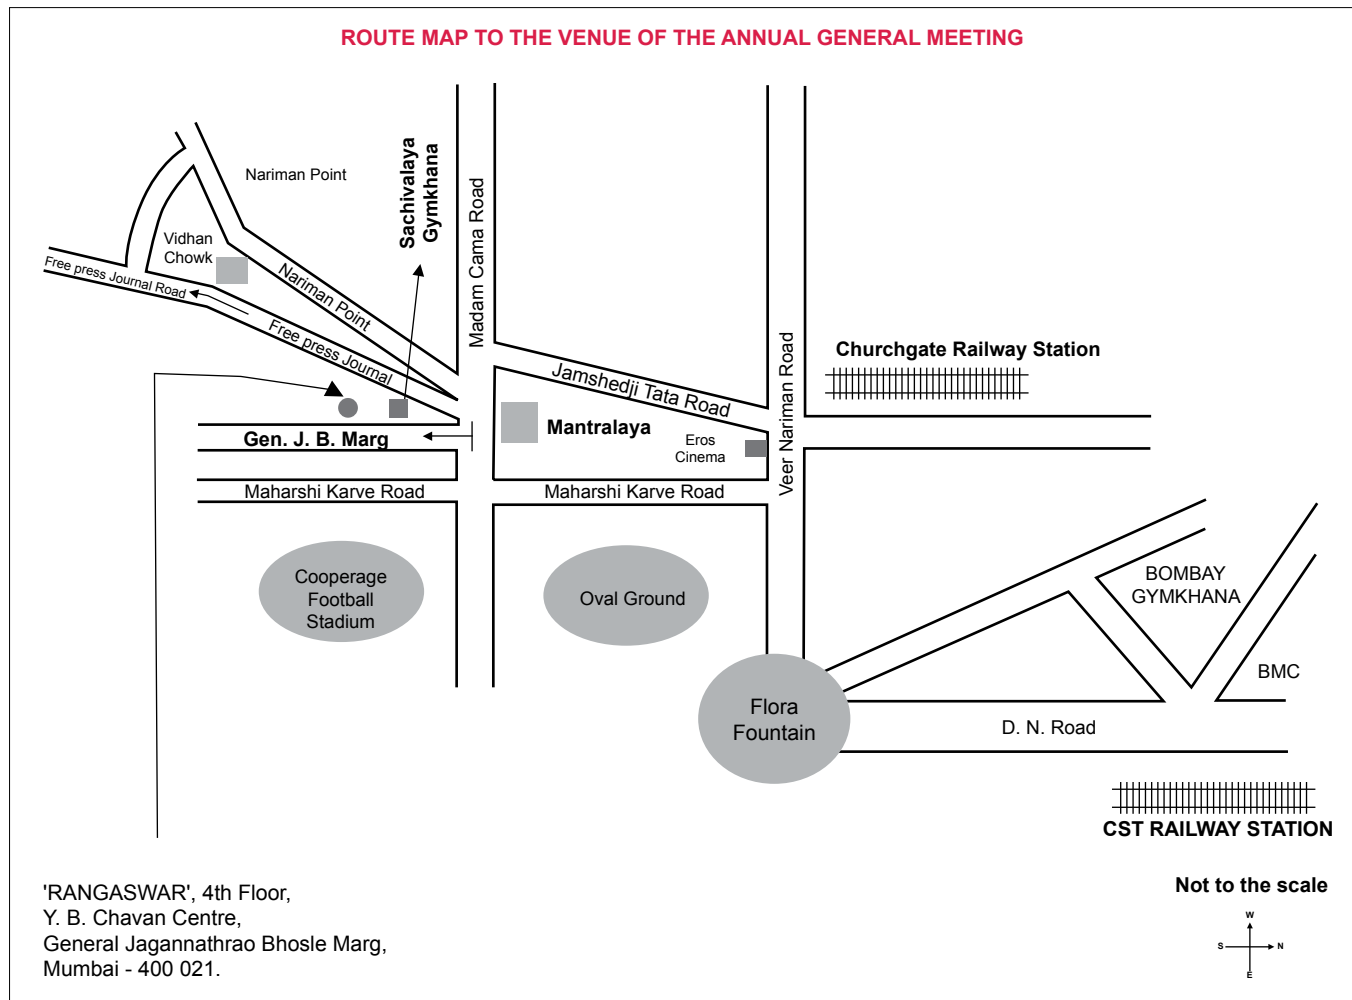 ROUTE MAP TO THE VENUE OF THE ANNUAL GENERAL MEETING
Nariman Point
Sachivalaya
Gymkhana
Madam Cama Road
Vidhan
Chowk
Free press Journal Road
Nariman Point
Free press Journal
Jamshedji Tata Road
Veer Nariman Road
Churchgate Railway Station
Gen. J. B. Marg
Mantralaya
Eros
Cinema
Maharshi Karve Road
Maharshi Karve Road
Cooperage
Football
Stadium
Oval Ground
BOMBAY
GYMKHANA
BMC
Flora
Fountain
D. N. Road
CST RAILWAY STATION
'RANGASWAR', 4th Floor,
Y. B. Chavan Centre,
General Jagannathrao Bhosle Marg,
Mumbai - 400 021.
Not to the scale
W
S
N
E